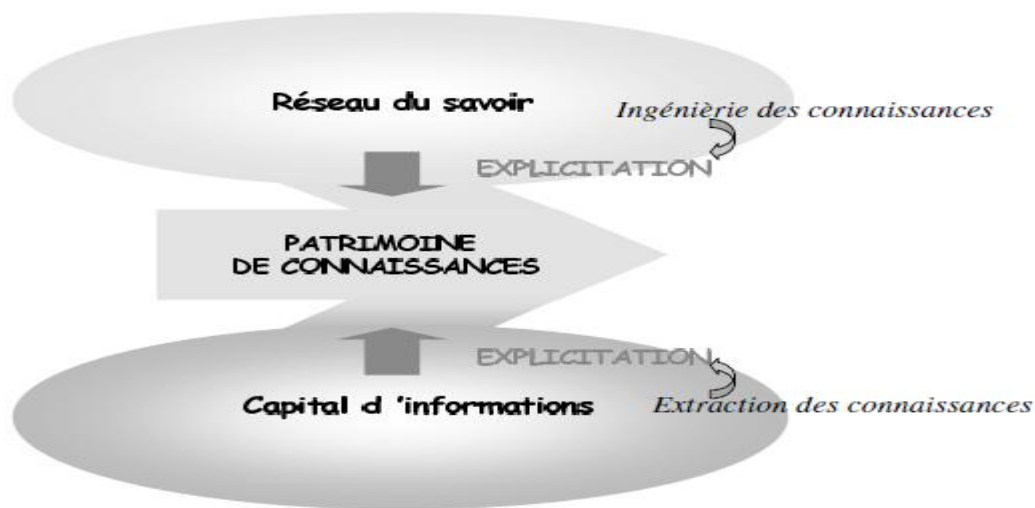 Réseau du savoir
Ingénièrie des connaissances
EXPLICITATION
PATRIMOINE
DE CONNAISSANCES
EXPLICITATION
Capital d 'informations
Extraction des connaissances